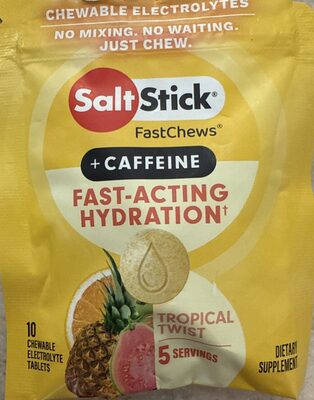 CHEWABLE ELECTROLYTES
NO MIXING. NO WAITING.
JUST CHEW.
SaltStick®
FastChews®
+ CAFFEINE
FAST-ACTING
HYDRATION†
TROPICAL
TWIST
5 SERVINGS
10
CHEWABLE
ELECTROLYTE
TABLETS
DIETARY
SUPPLEMENT